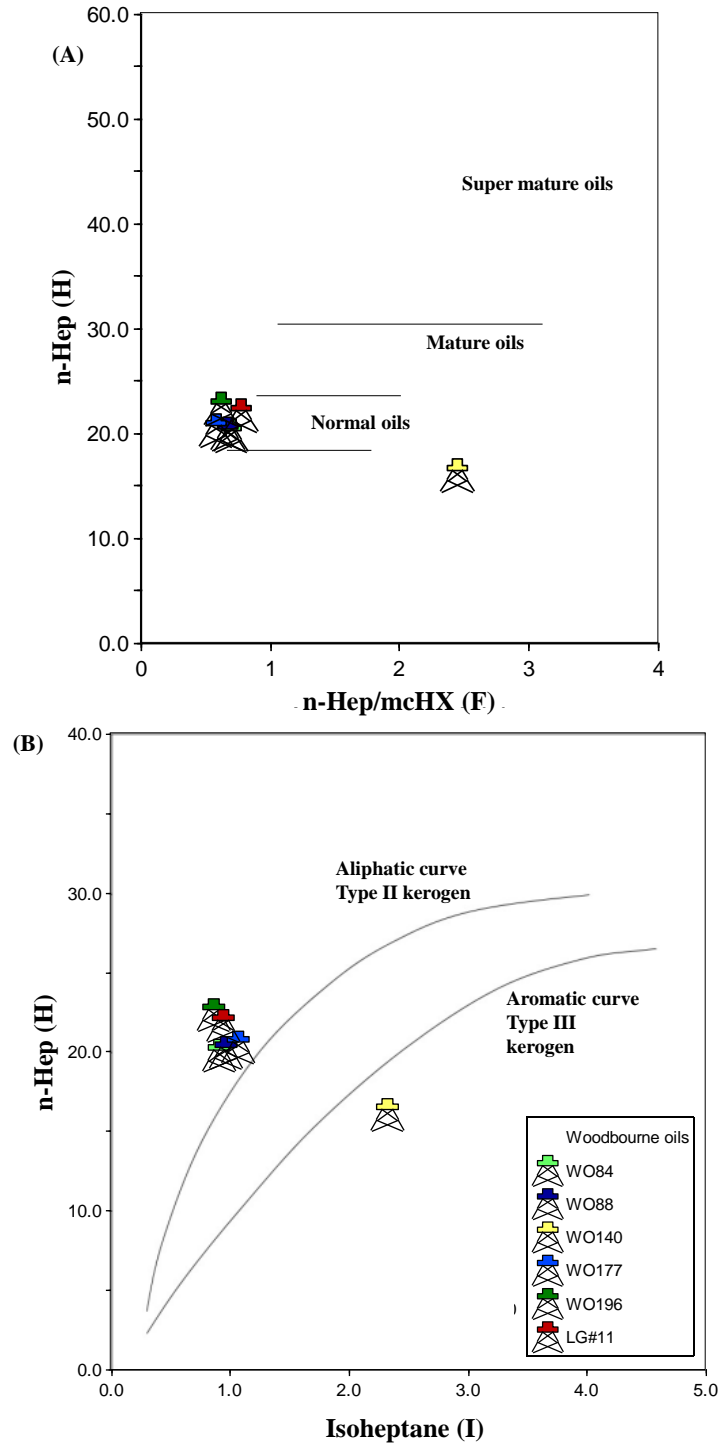 (A)
60.0
50.0
40.0
30.0
20.0
10.0
0.0
n-Hep (H)
Super mature oils
Mature oils
Normal oils
0 1 2 3 4
n-Hep/mcHX (F)
(B)
40.0
30.0
20.0
10.0
0.0
n-Hep (H)
Aliphatic curve
Type II kerogen
Aromatic curve
Type III
kerogen
Woodbourne oils
WO84
WO88
WO140
WO177
WO196
LG#11
0.0 1.0 2.0 3.0 4.0 5.0
Isoheptane (I)